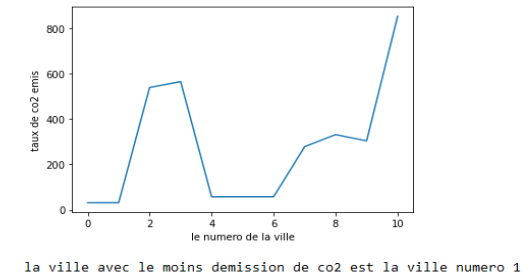 800
600
400
200
0
taux de co2 emis
0 2 4 6 8 10
le numero de la ville
la ville avec le moins demission de co2 est la ville numero 1